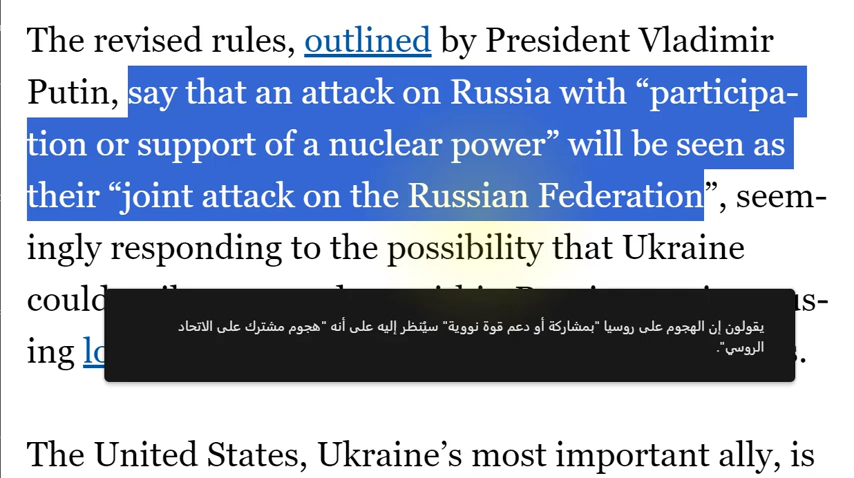 The revised rules, outlined by President Vladimir
Putin, say that an attack on Russia with “participa-
tion or support of a nuclear power” will be seen as
their “joint attack on the Russian Federation”, seem-
ingly responding to the possibility that Ukraine
could
يقولون إن الهجوم على روسيا "بمشاركة أو دعم قوة نووية" سيُنظر إليه على أنه "هجوم مشترك على الاتحاد
الروسي".
ing
The United States, Ukraine’s most important ally, is